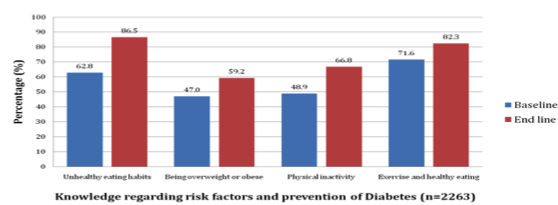 100
90
80
70
60
50
40
30
20
10
0
Percentage (%)
62.8
86.5
47.0
59.2
48.9
66.8
71.6
82.3
Unhealthy eating habits
Being overweight or obese
Physical inactivity
Exercise and healthy eating
Baseline
End line
Knowledge regarding risk factors and prevention of Diabetes (n=2263)